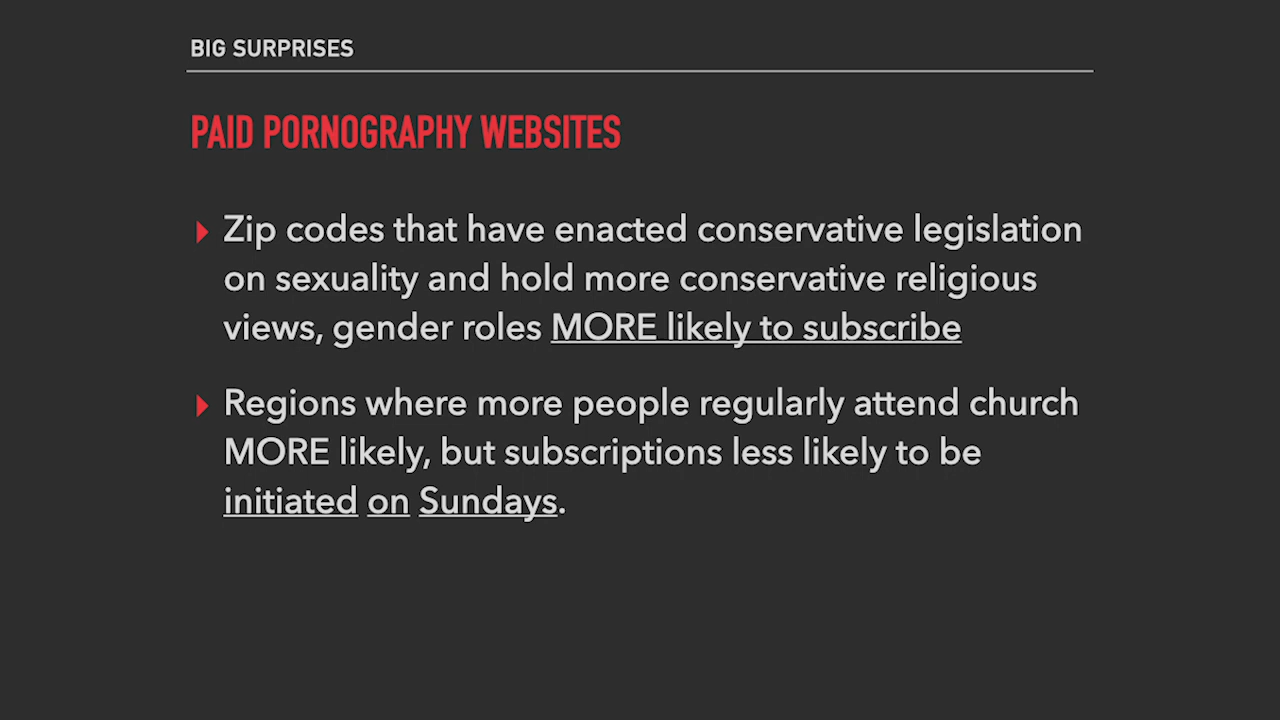 BIG SURPRISES
PAID PORNOGRAPHY WEBSITES
Zip codes that have enacted conservative legislation
on sexuality and hold more conservative religious
views, gender roles MORE likely to subscribe
Regions where more people regularly attend church
MORE likely, but subscriptions less likely to be
initiated on Sundays.